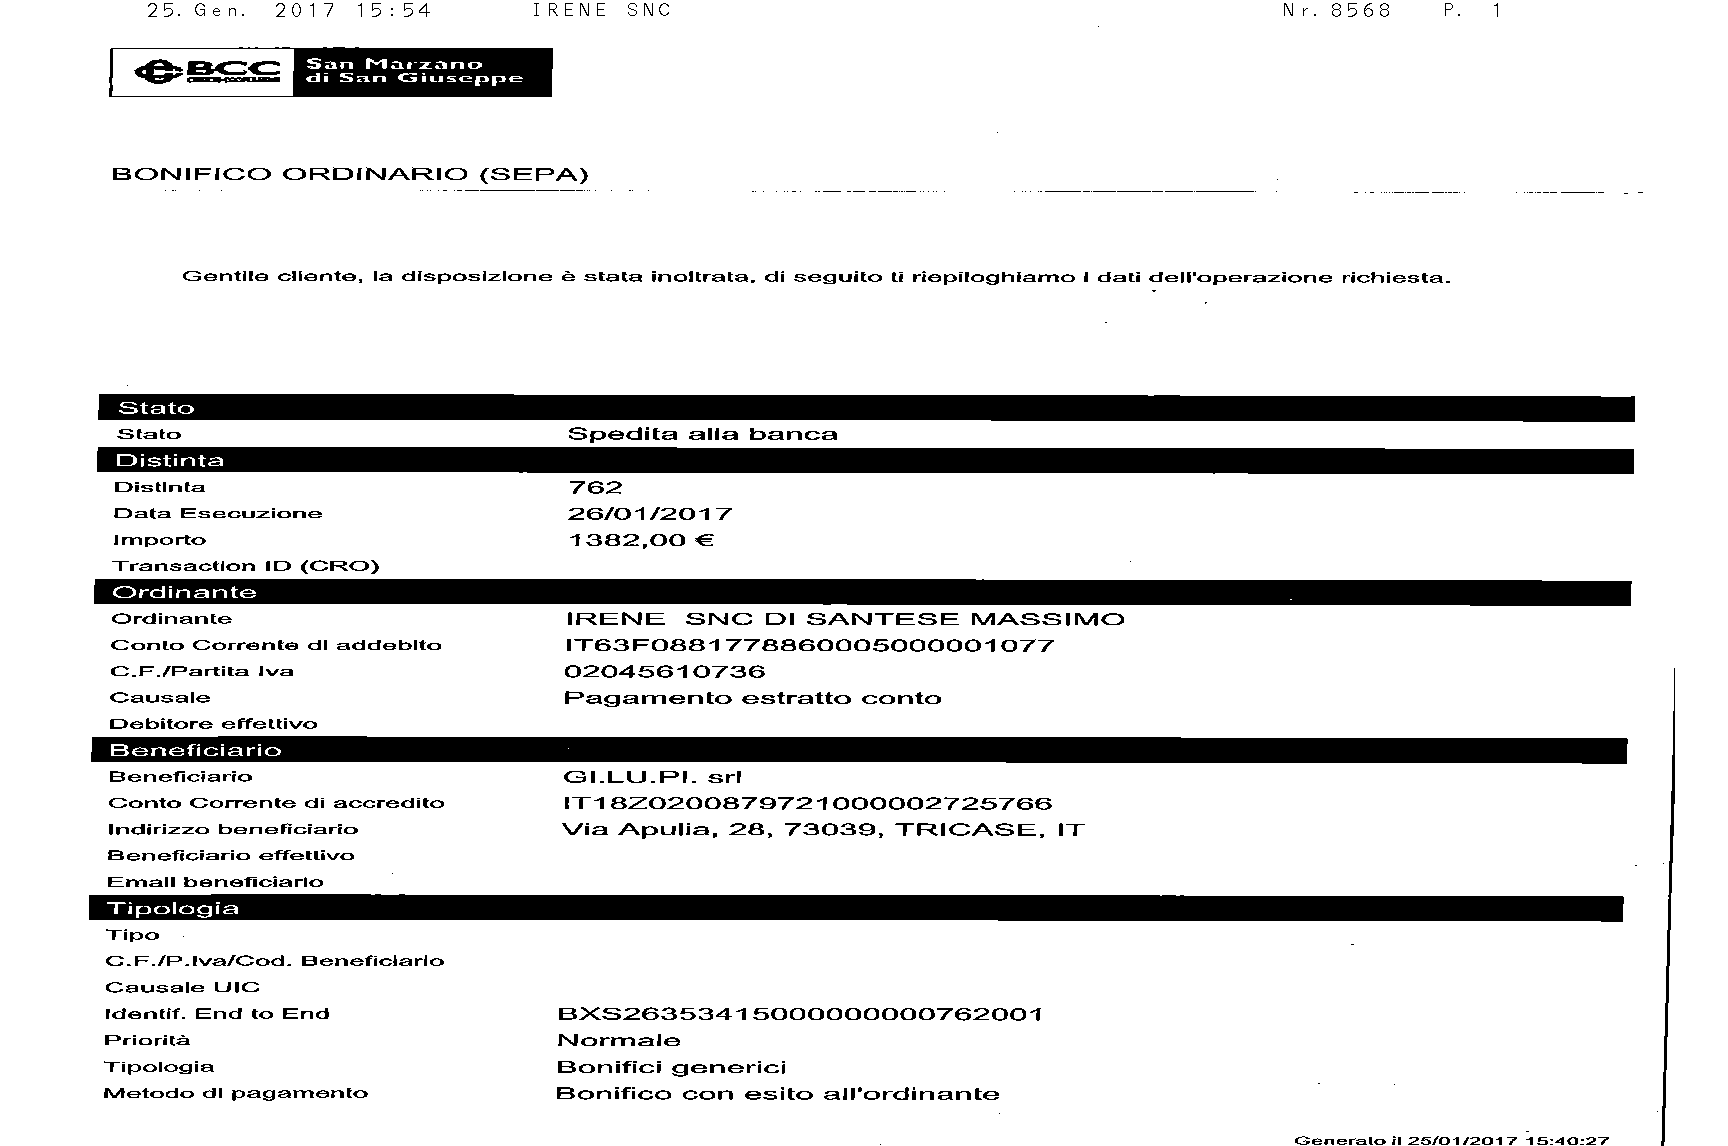 25. Gen. 2017 15:54 IRENE SNC Nr. 8568 P. 1
BCC San Marzano
di San Giuseppe
BONIFICO ORDINARIO (SEPA)
Gentile cliente, la disposizione è stata inoltrata, di seguito ti riepiloghiamo i dati dell'operazione richiesta.
Stato
Stato Spedita alla banca
Distinta
Distinta 762
Data Esecuzione 26/01/2017
Importo 1382,00 €
Transaction ID (CRO)
Ordinante
Ordinante IRENE SNC DI SANTESE MASSIMO
Conto Corrente di addebito IT63F0881778860005000001077
C.F./Partita Iva 02045610736
Causale Pagamento estratto conto
Debitore effettivo
Beneficiario
Beneficiario GI.LU.PI. srl
Conto Corrente di accredito IT18Z0200879721000002725766
Indirizzo beneficiario Via Apulia, 28, 73039, TRICASE, IT
Beneficiario effettivo
Email beneficiario
Tipologia
Tipo
C.F./P.Iva/Cod. Beneficiario
Causale UIC
Identif. End to End BXS26353415000000000762001
Priorità Normale
Tipologia Bonifici generici
Metodo di pagamento Bonifico con esito all'ordinante
Generato il 25/01/2017 15:40:27